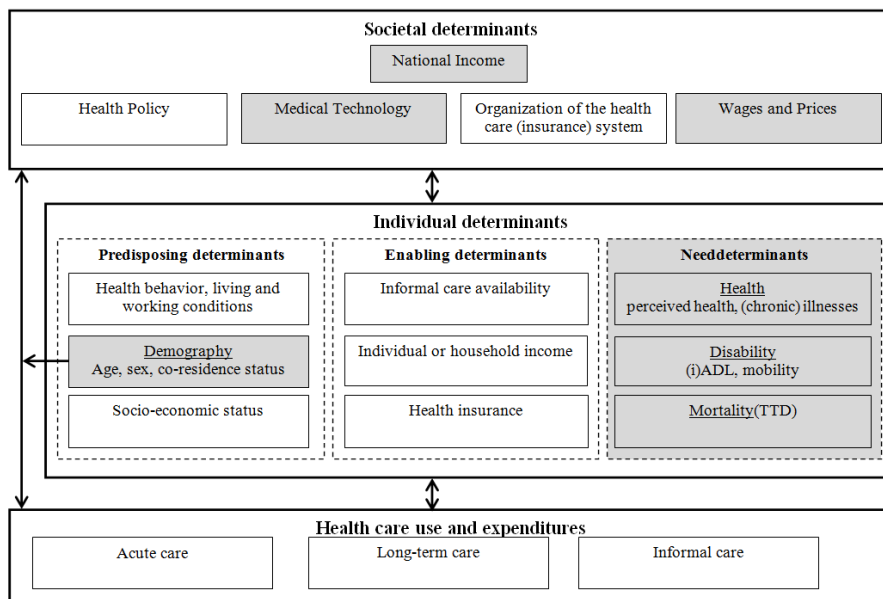 Societal determinants
National Income
Health Policy
Medical Technology
Organization of the health
care (insurance) system
Wages and Prices
Individual determinants
Predisposing determinants
Health behavior, living and
working conditions
Demography
Age, sex, co-residence status
Socio-economic status
Enabling determinants
Informal care availability
Individual or household income
Health insurance
Needdeterminants
Health
perceived health, (chronic) illnesses
Disability
(i)ADL, mobility
Mortality(TTD)
Health care use and expenditures
Acute care
Long-term care
Informal care